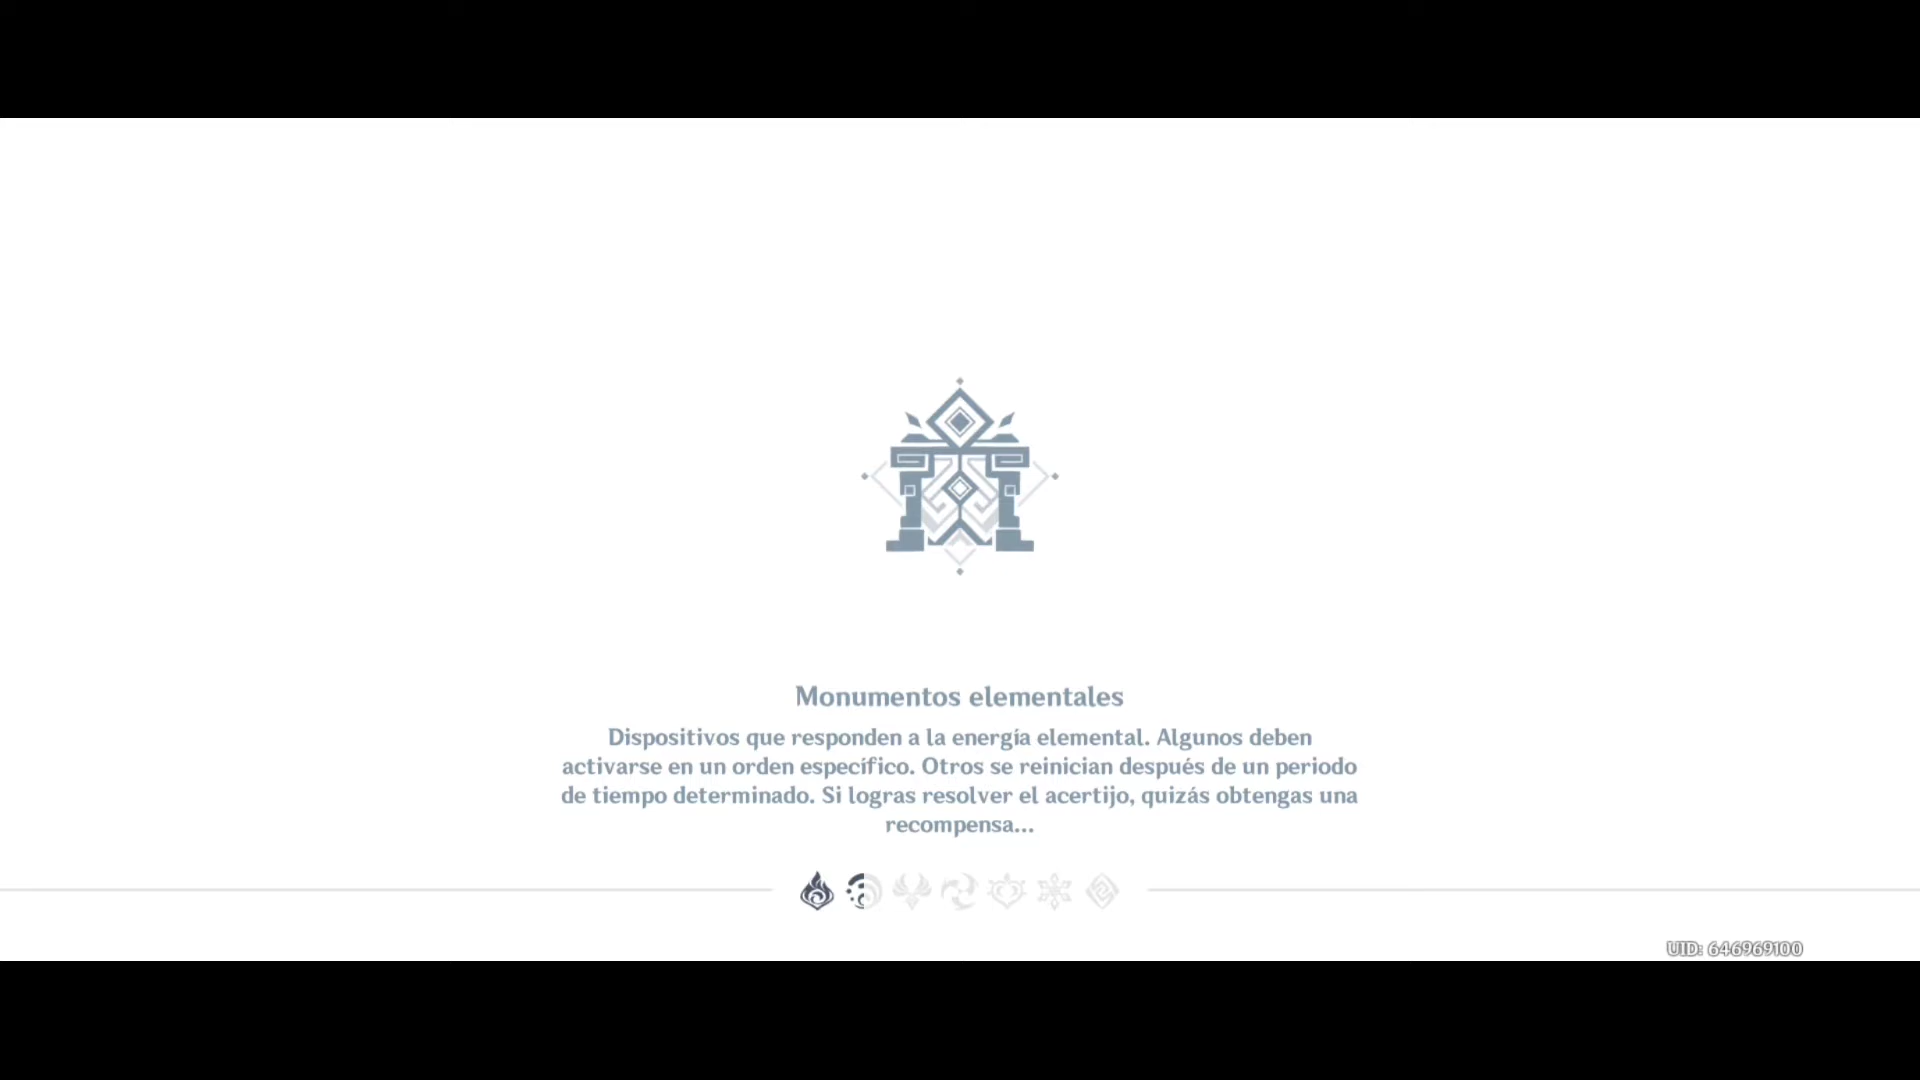 Monumentos elementales
Dispositivos que responden a la energía elemental. Algunos deben
activarse en un orden específico. Otros se reinician después de un periodo
de tiempo determinado. Si logras resolver el acertijo, quizás obtengas una
recompensa...
UID: 646969100